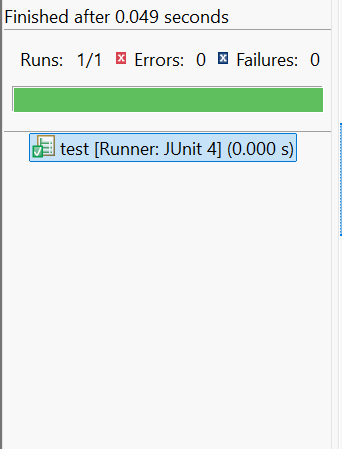 Finished after 0.049 seconds
Runs: 1/1 Errors: 0 Failures: 0
test [Runner: JUnit 4] (0.000 s)